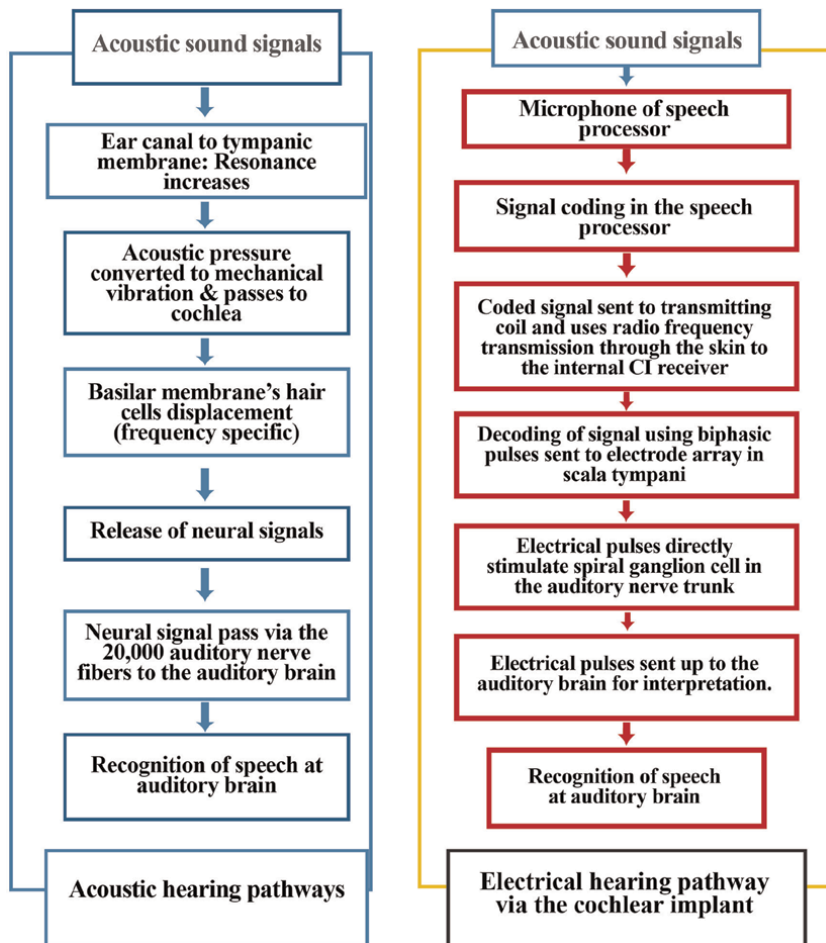 Acoustic sound signals
Ear canal to tympanic
membrane: Resonance
increases
Acoustic pressure
converted to mechanical
vibration & passes to
cochlea
Basilar membrane's hair
cells displacement
(frequency specific)
Release of neural signals
Neural signal pass via the
20,000 auditory nerve
fibers to the auditory brain
Recognition of speech at
auditory brain
Acoustic hearing pathways
Acoustic sound signals
Microphone of speech
processor
Signal coding in the speech
processor
Coded signal sent to transmitting
coil and uses radio frequency
transmission through the skin to
the internal CI receiver
Decoding of signal using biphasic
pulses sent to electrode array in
scala tympani
Electrical pulses directly
stimulate spiral ganglion cell in
the auditory nerve trunk
Electrical pulses sent up to the
auditory brain for interpretation.
Recognition of speech
at auditory brain
Electrical hearing pathway
via the cochlear implant